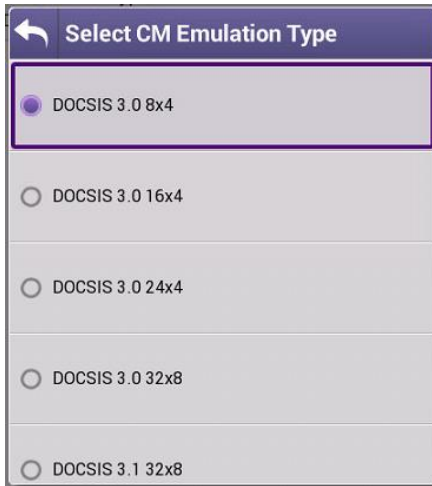 Select CM Emulation Type
DOCSIS 3.0 8x4
DOCSIS 3.0 16x4
DOCSIS 3.0 24x4
DOCSIS 3.0 32x8
DOCSIS 3.1 32x8